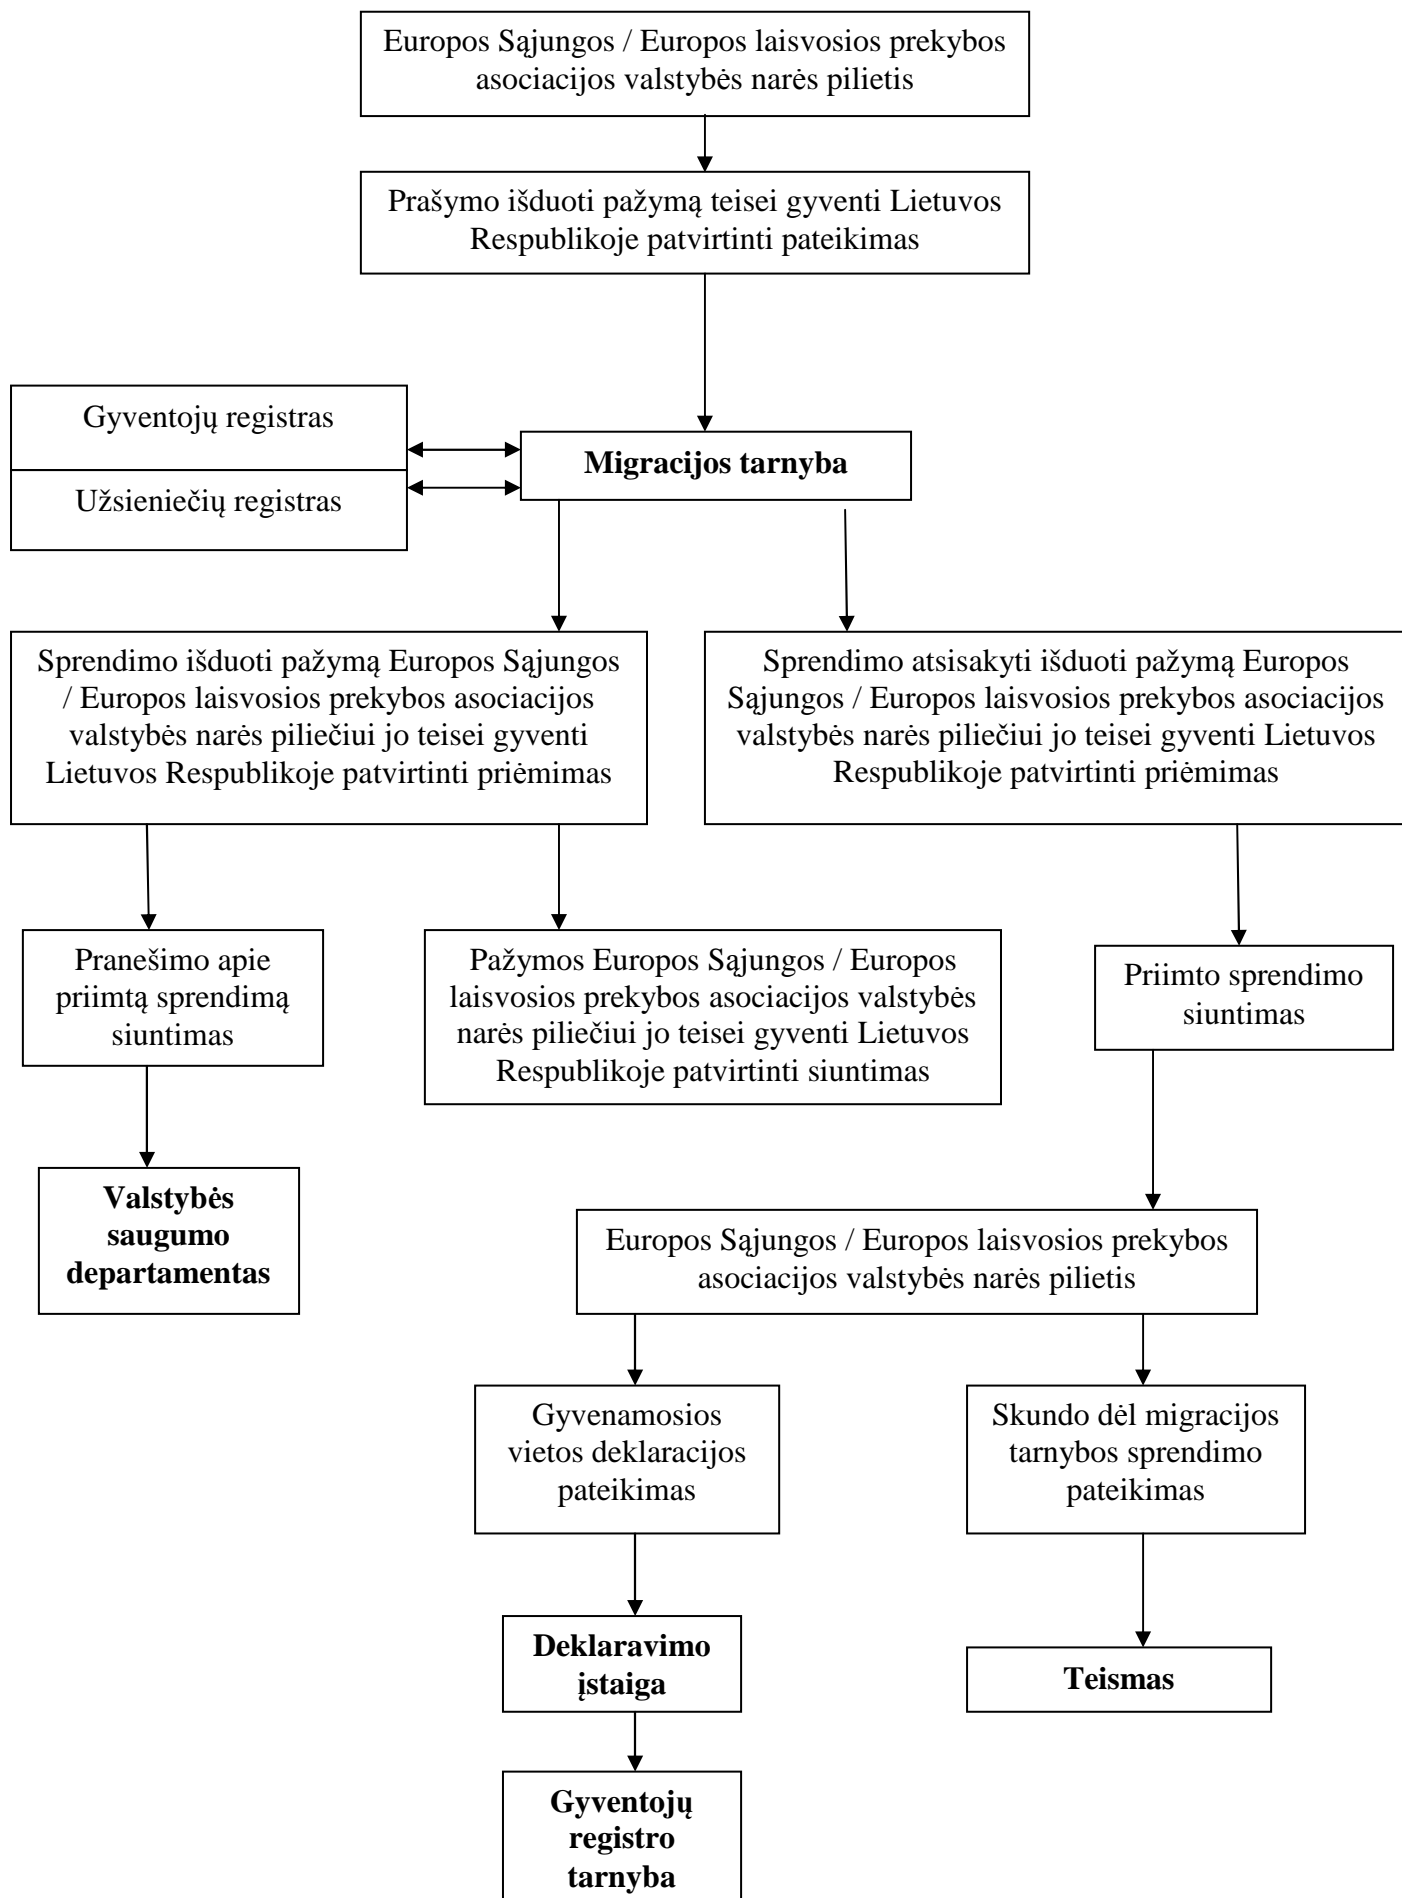 Europos Sąjungos / Europos laisvosios prekybos
asociacijos valstybės narės pilietis
Prašymo išduoti pažymą teisei gyventi Lietuvos
Respublikoje patvirtinti pateikimas
Gyventojų registras
Migracijos tarnyba
Užsieniečių registras
Sprendimo išduoti pažymą Europos Sąjungos
/ Europos laisvosios prekybos asociacijos
valstybės narės piliečiui jo teisei gyventi
Lietuvos Respublikoje patvirtinti priėmimas
Sprendimo atsisakyti išduoti pažymą Europos
Sąjungos / Europos laisvosios prekybos asociacijos
valstybės narės piliečiui jo teisei gyventi Lietuvos
Respublikoje patvirtinti priėmimas
Pranešimo apie
priimtą sprendimą
siuntimas
Pažymos Europos Sąjungos / Europos
laisvosios prekybos asociacijos valstybės
narės piliečiui jo teisei gyventi Lietuvos
Respublikoje patvirtinti siuntimas
Priimto sprendimo
siuntimas
Valstybės
saugumo
departamentas
Europos Sąjungos / Europos laisvosios prekybos
asociacijos valstybės narės pilietis
Gyvenamosios
vietos deklaracijos
pateikimas
Skundo dėl migracijos
tarnybos sprendimo
pateikimas
Deklaravimo
įstaiga
Teismas
Gyventojų
registro
tarnyba